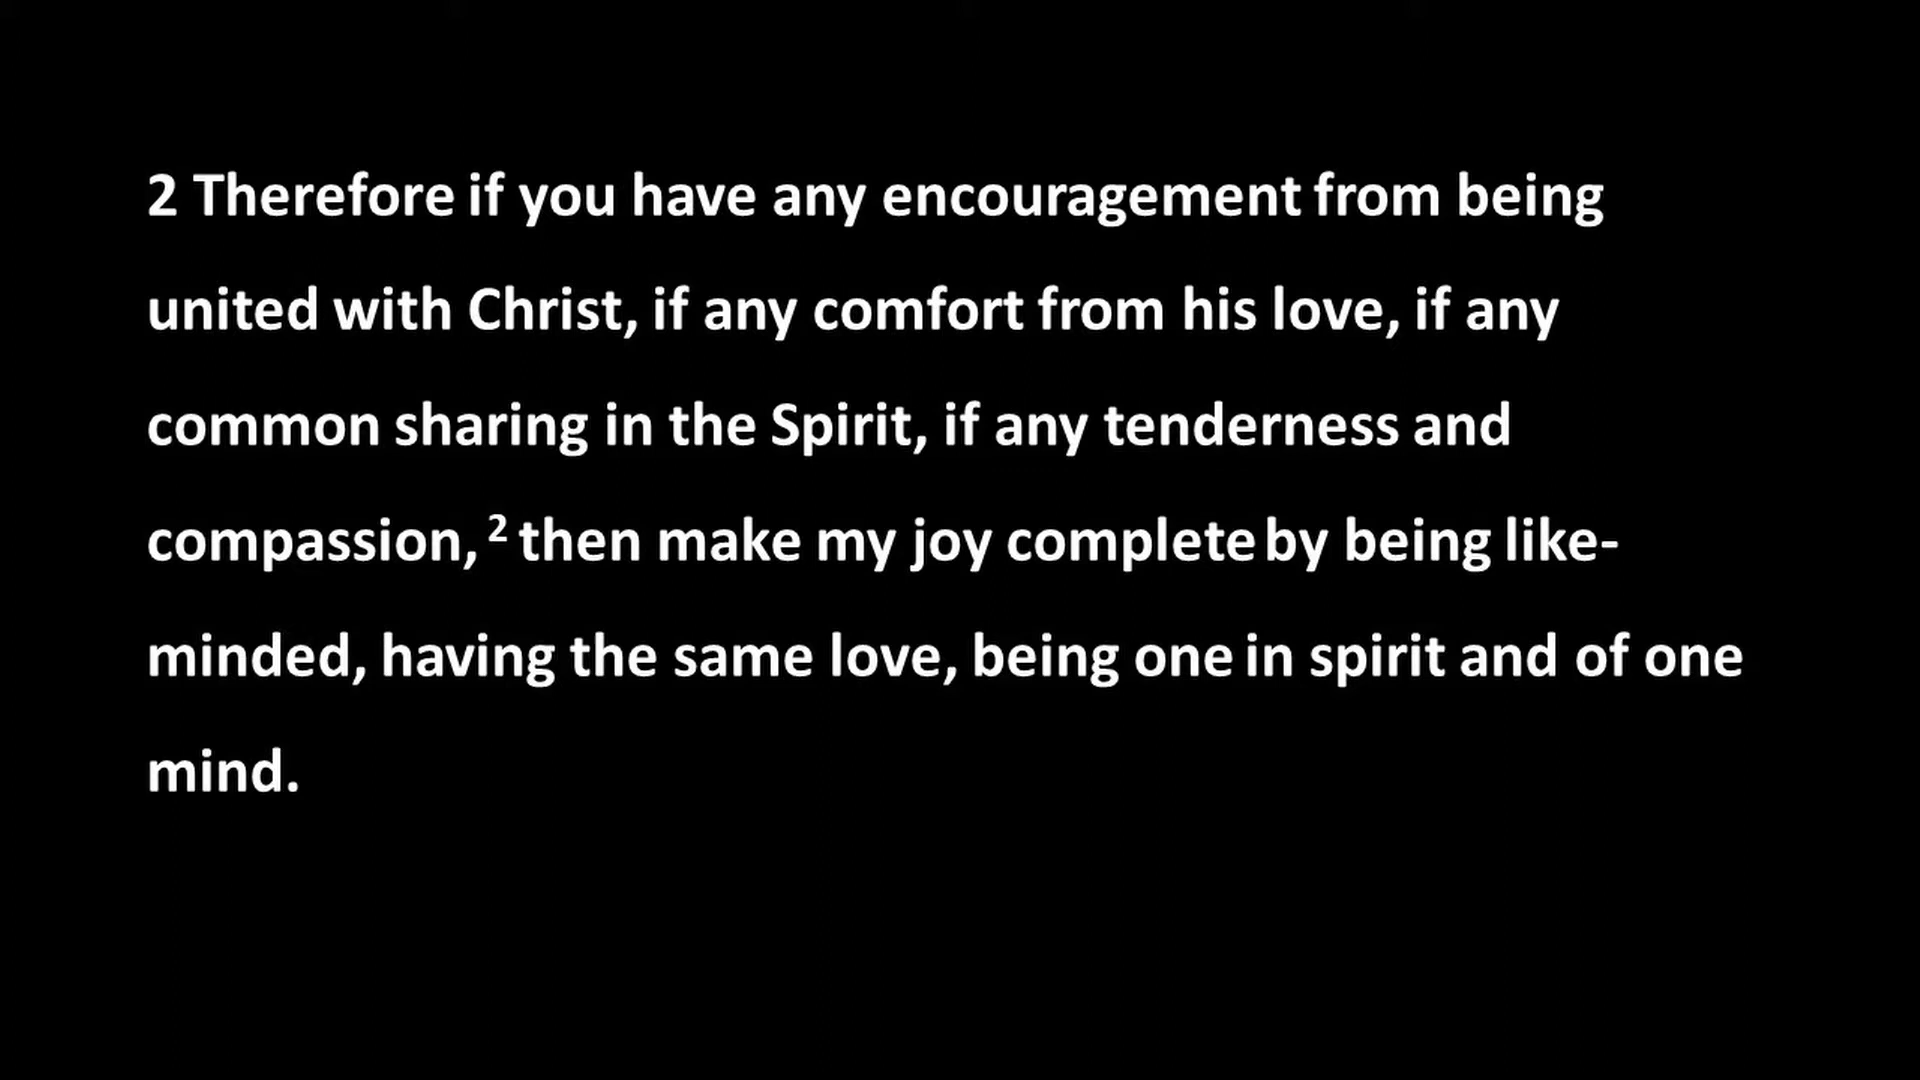 2 Therefore if you have any encouragement from being
united with Christ, if any comfort from his love, if any
common sharing in the Spirit, if any tenderness and
compassion, ² then make my joy complete by being like-
minded, having the same love, being one in spirit and of one
mind.